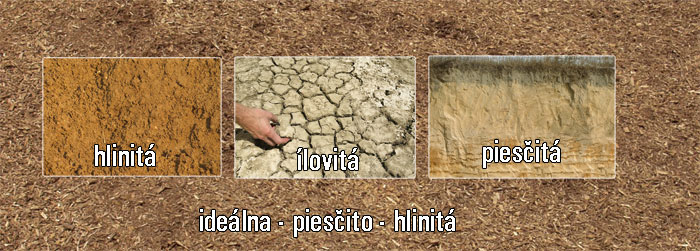 hlinitá
ílovitá
piesčitá
ideálna - piesčito - hlinitá